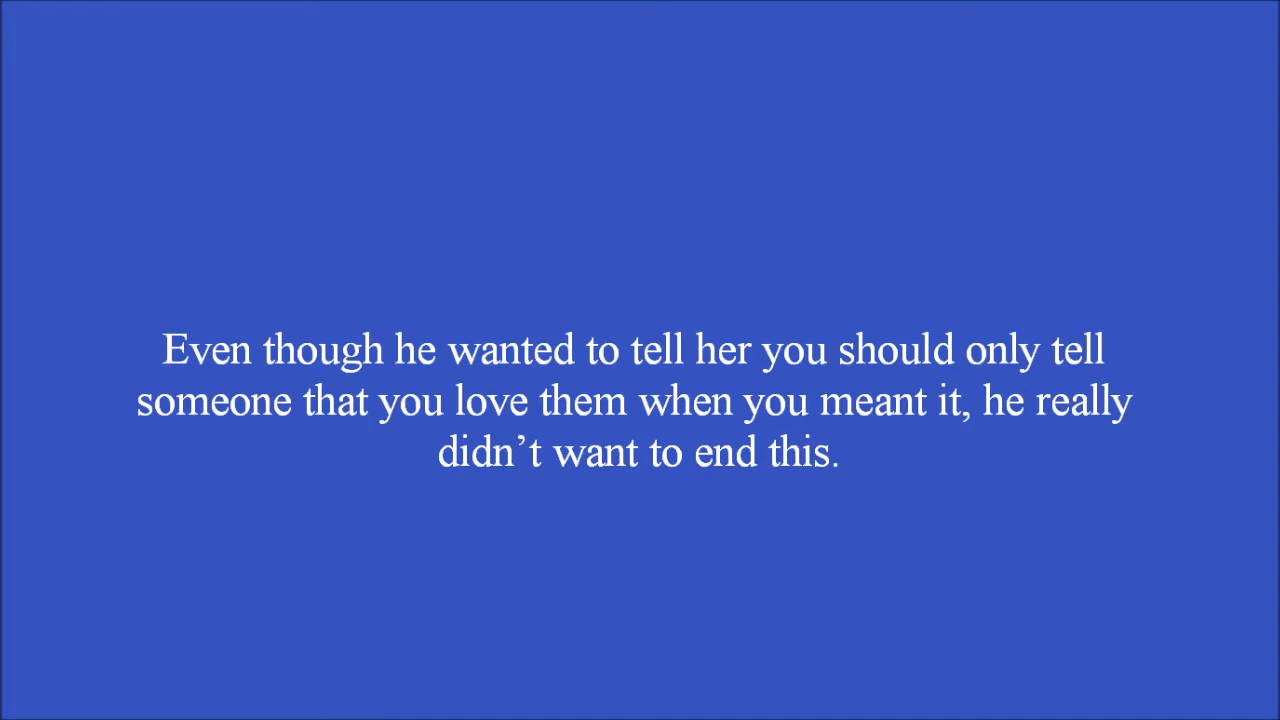 Even though he wanted to tell her you should only tell
someone that you love them when you meant it, he really
didn’t want to end this.